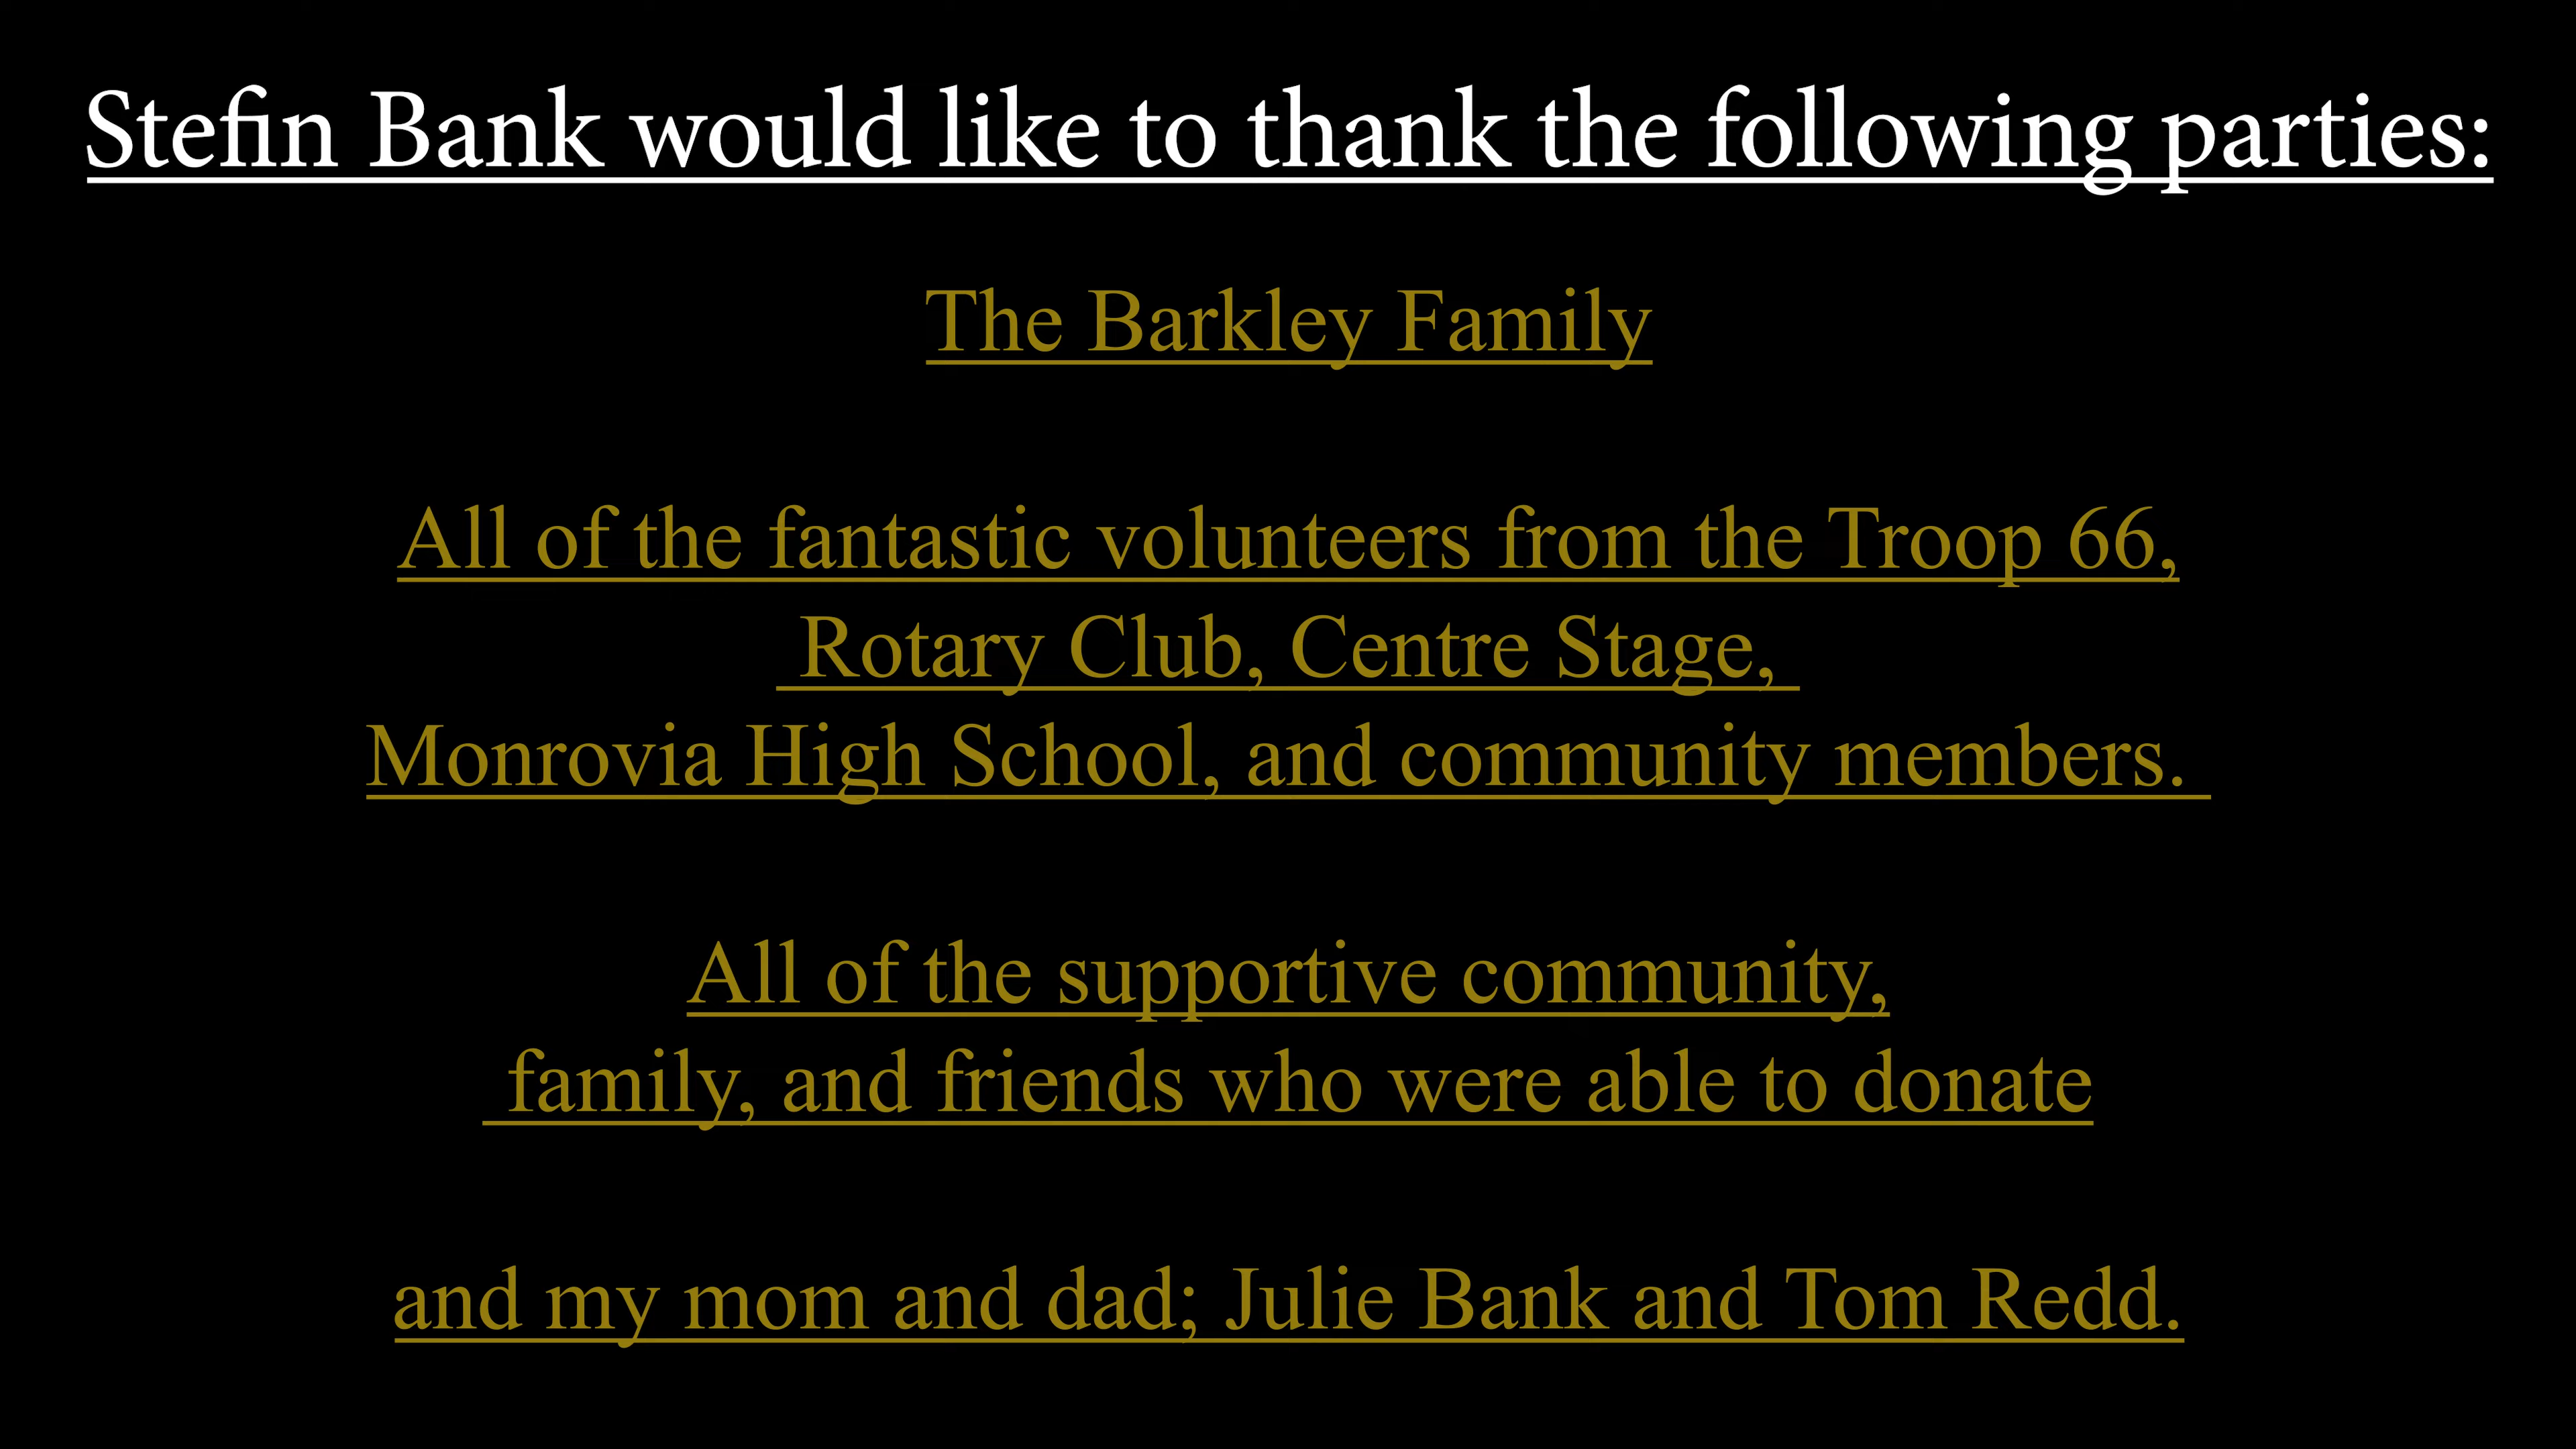 Stefin Bank would like to thank the following parties:
The Barkley Family
All of the fantastic volunteers from the Troop 66,
Rotary Club, Centre Stage,
Monrovia High School, and community members.
All of the supportive community,
family, and friends who were able to donate
and my mom and dad; Julie Bank and Tom Redd.